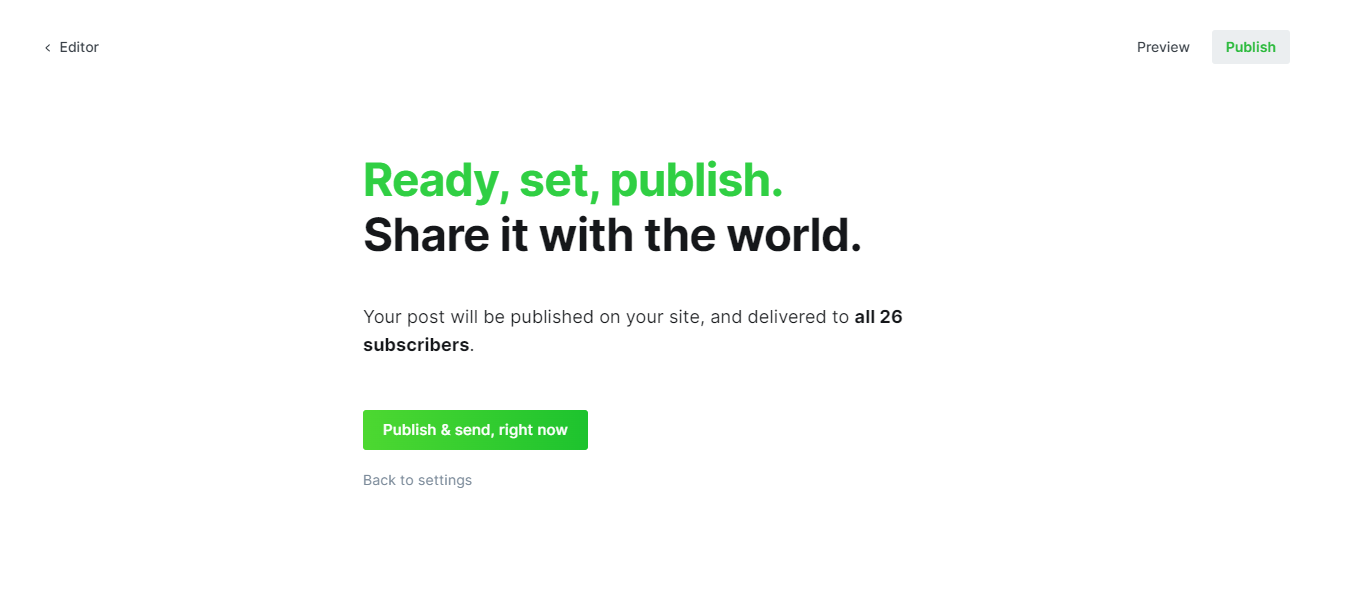 Editor
Preview
Publish
Ready, set, publish.
Share it with the world.
Your post will be published on your site, and delivered to all 26
subscribers.
Publish & send, right now
Back to settings